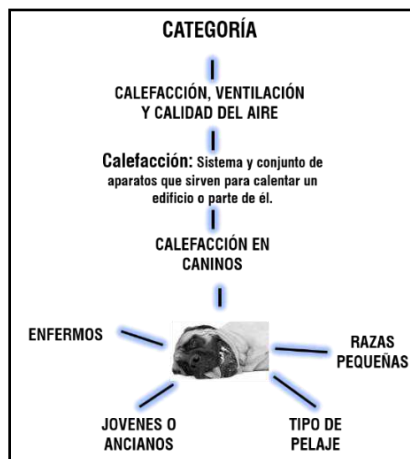 CATEGORÍA
CALEFACCIÓN, VENTILACIÓN
Y CALIDAD DEL AIRE
Calefacción: Sistema y conjunto de
aparatos que sirven para calentar un
edificio o parte de él.
CALEFACCIÓN EN
CANINOS
ENFERMOS
RAZAS
PEQUEÑAS
JOVENES O
ANCIANOS
TIPO DE
PELAJE